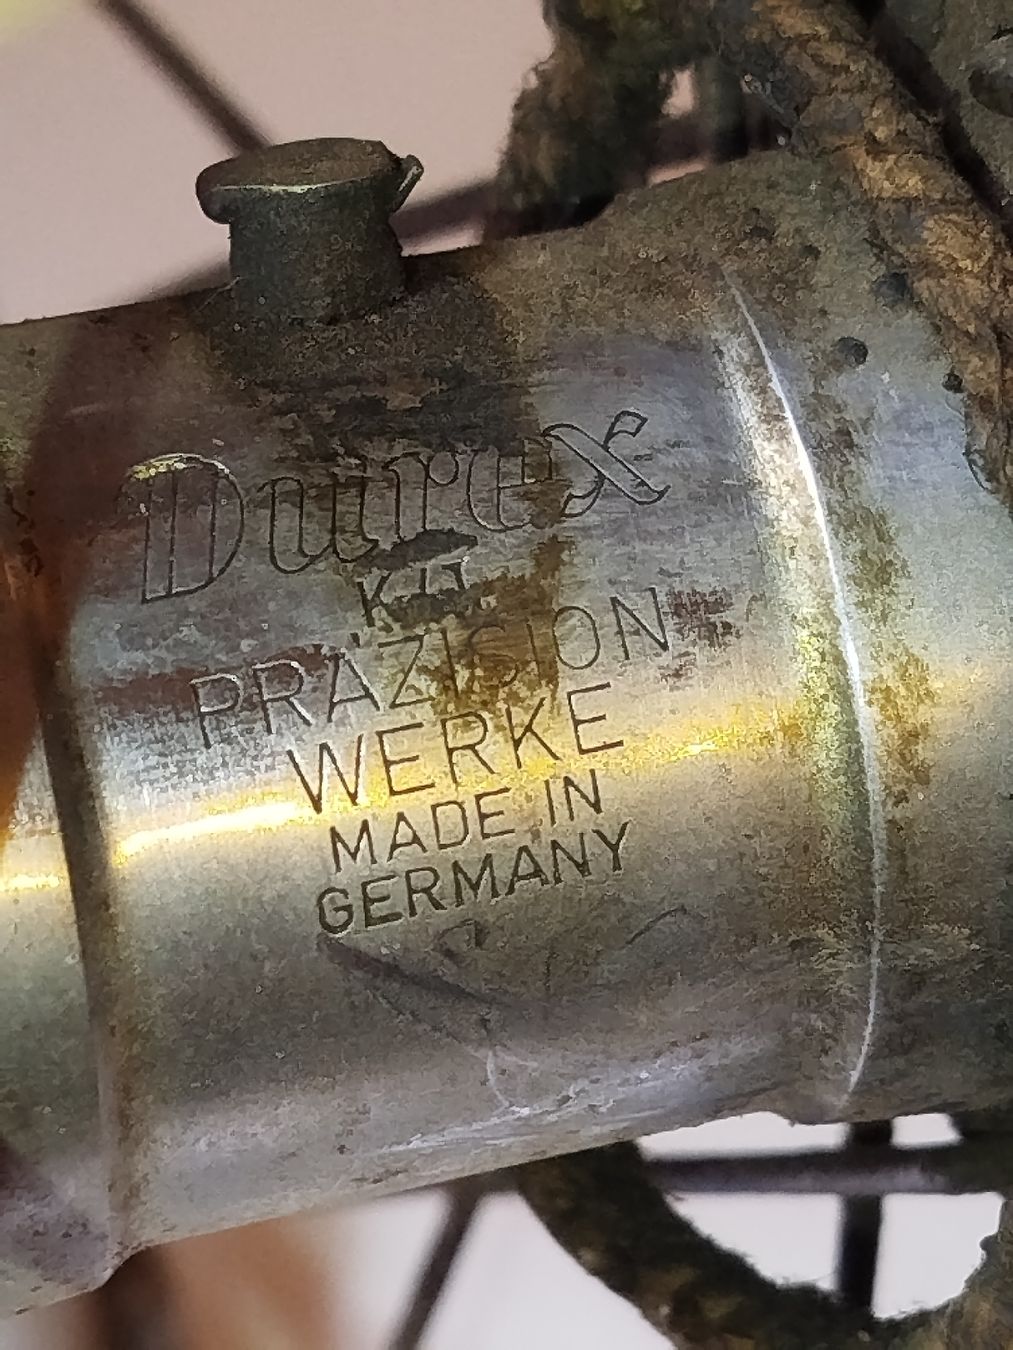 Durex
PRÄZISION
WERKE
MADE IN
GERMANY